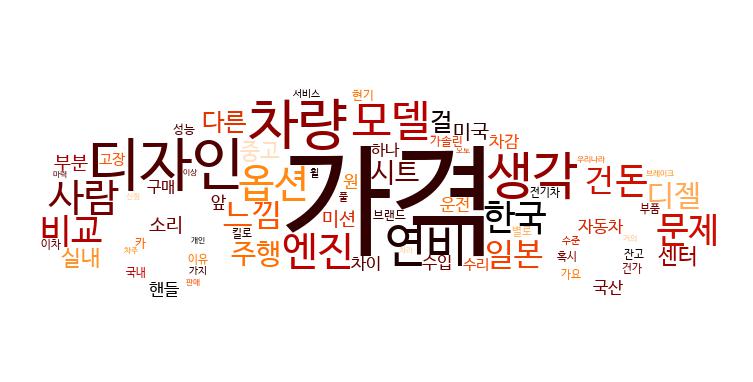 서비스
현기
성능
다른
차량
모델
걸
미국
가솔린
차감
오토
중고
하나
부분
고장
디자인
가격
생각
우리나라
마력
이상
휠
시트
건
돈
브레이크
구매
옵션
원
풀
전기차
디젤
사람
앞
느낌
미션
브랜드
운전
한국
부품
비교
소리
킬로
연비
별로
자동차
문제
이차
카
개인
주행
엔진
일본
수준
실내
이유
차이
수입
수리
혹시
잔고
센터
국내
가지
가요
건가
핸들
판매
국산